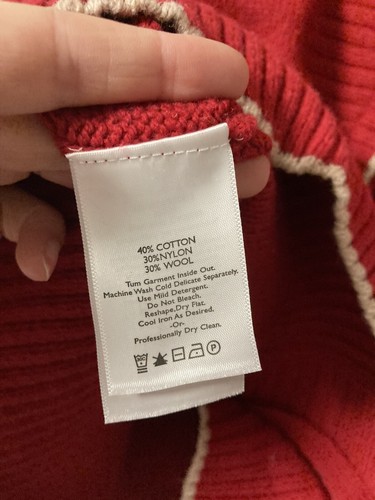 40% COTTON
30%NYLON
30% WOOL
Turn Garment Inside Out.
Machine Wash Cold Delicate Separately.
Use Mild Detergent.
Do Not Bleach.
Reshape,Dry Flat.
Cool Iron As Desired.
-Or-
Professionally Dry Clean.
P